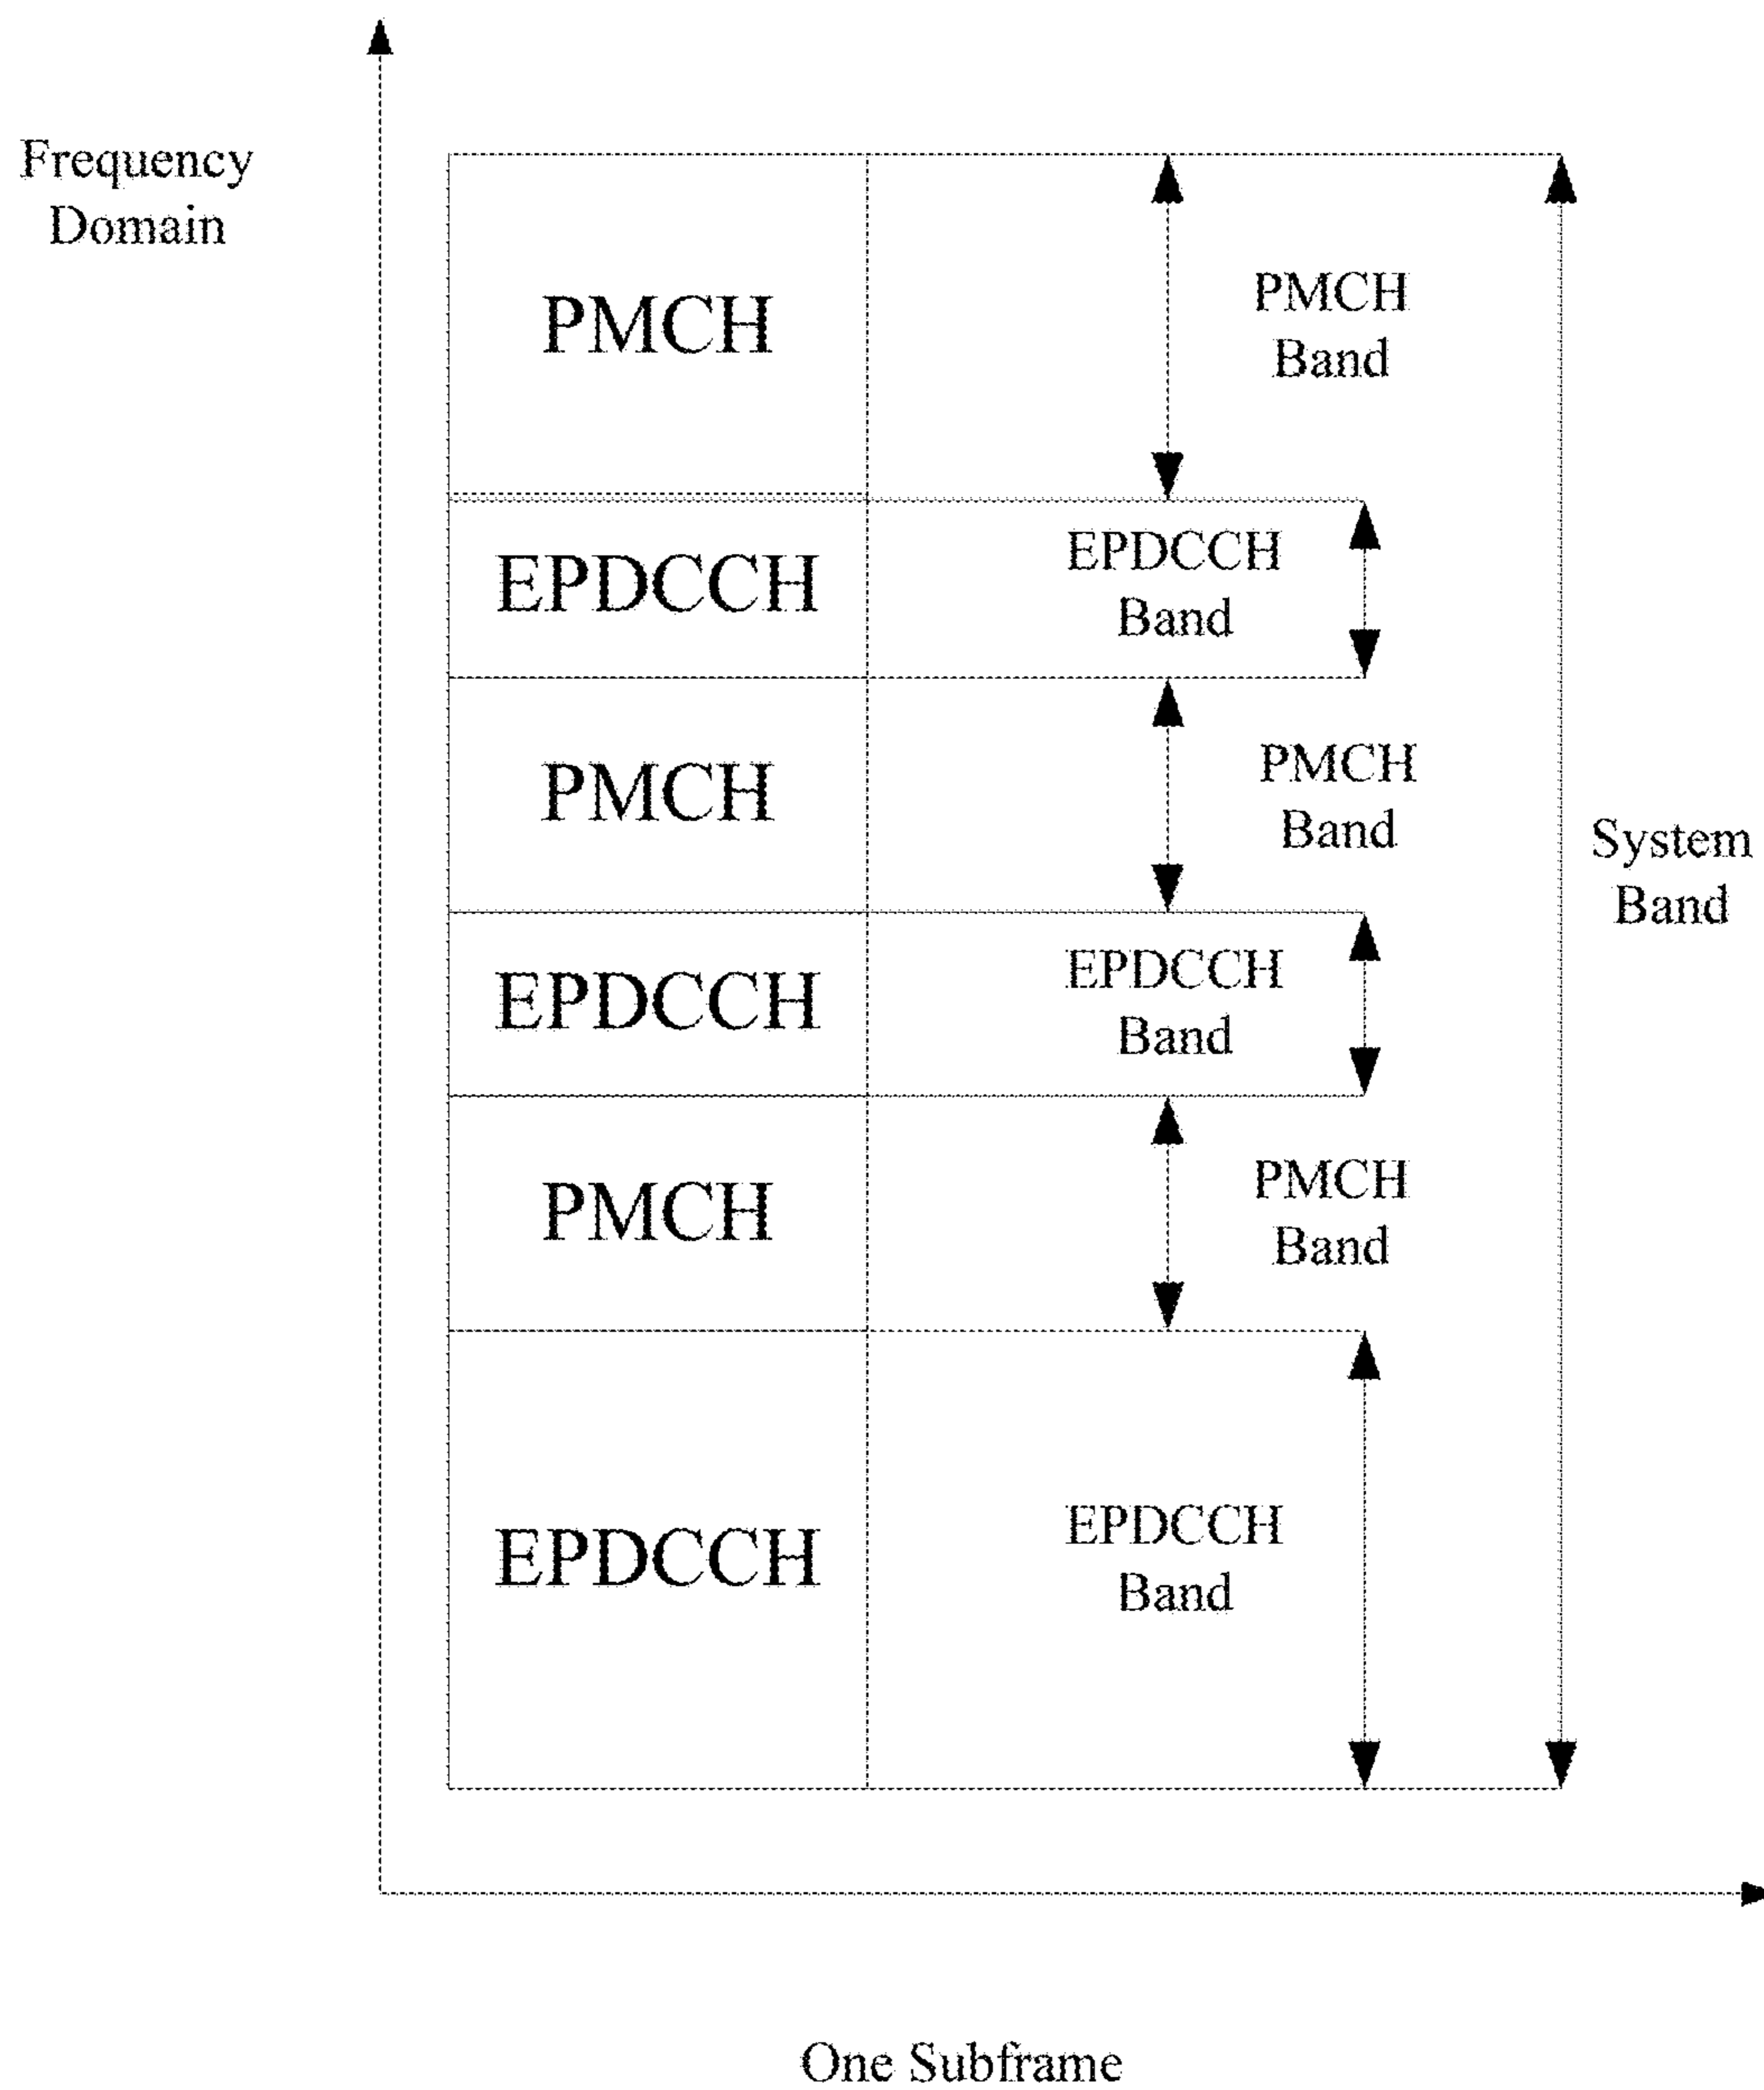 Frequency
Domain
PMCH
PMCH
Band
EPDCCH
EPDCCH
Band
PMCH
PMCH
Band
System
Band
EPDCCH
EPDCCH
Band
PMCH
PMCH
Band
EPDCCH
EPDCCH
Band
One Subframe